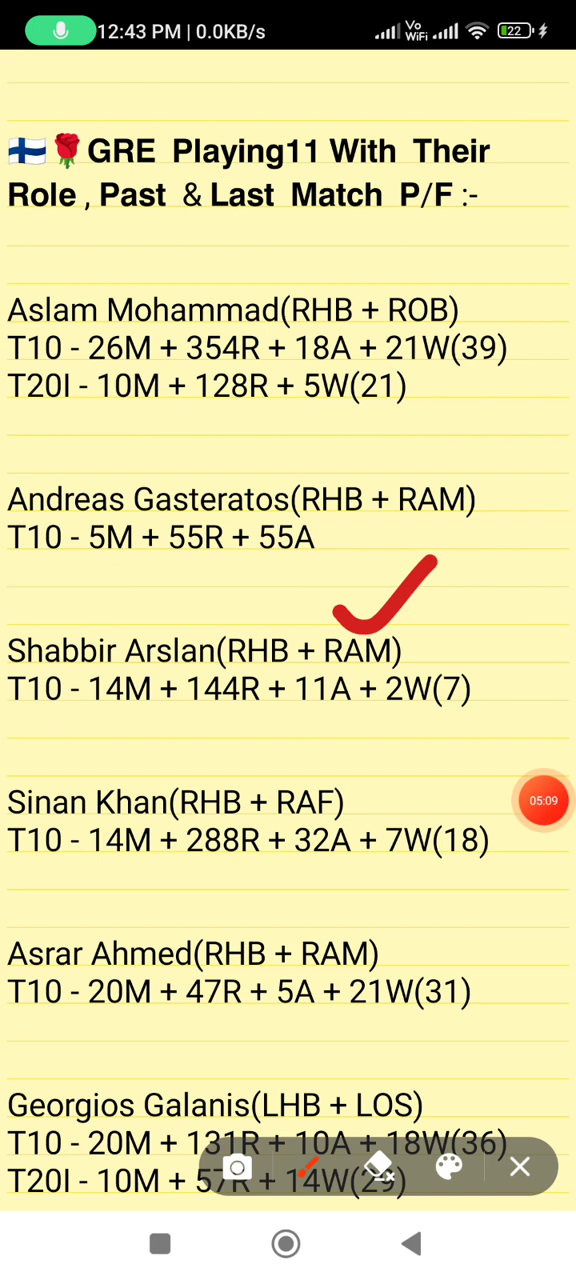 12:43 PM | 0.0KB/s Vo WiFi 22
🇫🇮🌹GRE Playing11 With Their
Role , Past & Last Match P/F :-
Aslam Mohammad(RHB + ROB)
T10 - 26M + 354R + 18A + 21W(39)
T20I - 10M + 128R + 5W(21)
Andreas Gasteratos(RHB + RAM)
T10 - 5M + 55R + 55A
Shabbir Arslan(RHB + RAM)
T10 - 14M + 144R + 11A + 2W(7)
Sinan Khan(RHB + RAF)
T10 - 14M + 288R + 32A + 7W(18)
05:09
Asrar Ahmed(RHB + RAM)
T10 - 20M + 47R + 5A + 21W(31)
Georgios Galanis(LHB + LOS)
T10 - 20M + 131R + 10A + 18W(36)
T20I - 10M + 57R + 14W(29)